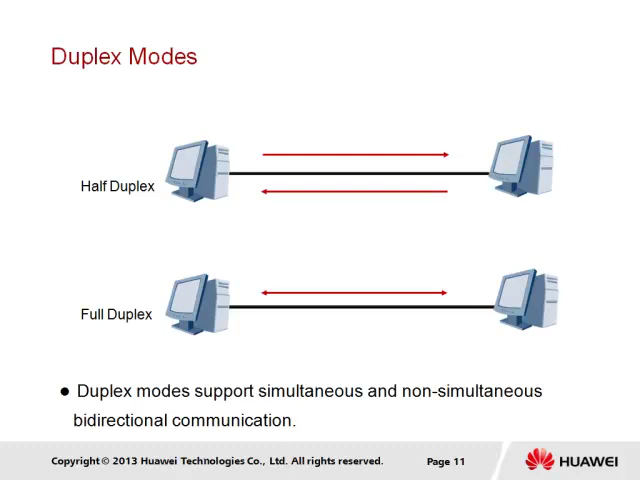 Duplex Modes
Half Duplex
Full Duplex
● Duplex modes support simultaneous and non-simultaneous
bidirectional communication.
Copyright © 2013 Huawei Technologies Co., Ltd. All rights reserved.
Page 11
HUAWEI